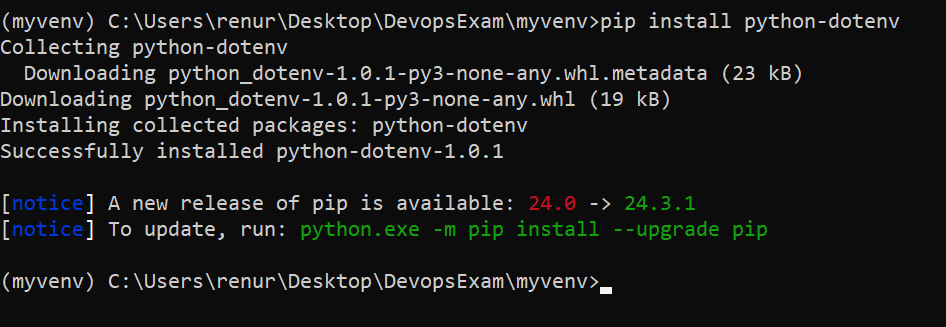 (myvenv) C:\Users\renur\Desktop\DevopsExam\myvenv>pip install python-dotenv
Collecting python-dotenv
  Downloading python_dotenv-1.0.1-py3-none-any.whl.metadata (23 kB)
Downloading python_dotenv-1.0.1-py3-none-any.whl (19 kB)
Installing collected packages: python-dotenv
Successfully installed python-dotenv-1.0.1
[notice] A new release of pip is available: 24.0 -> 24.3.1
[notice] To update, run: python.exe -m pip install --upgrade pip
(myvenv) C:\Users\renur\Desktop\DevopsExam\myvenv>